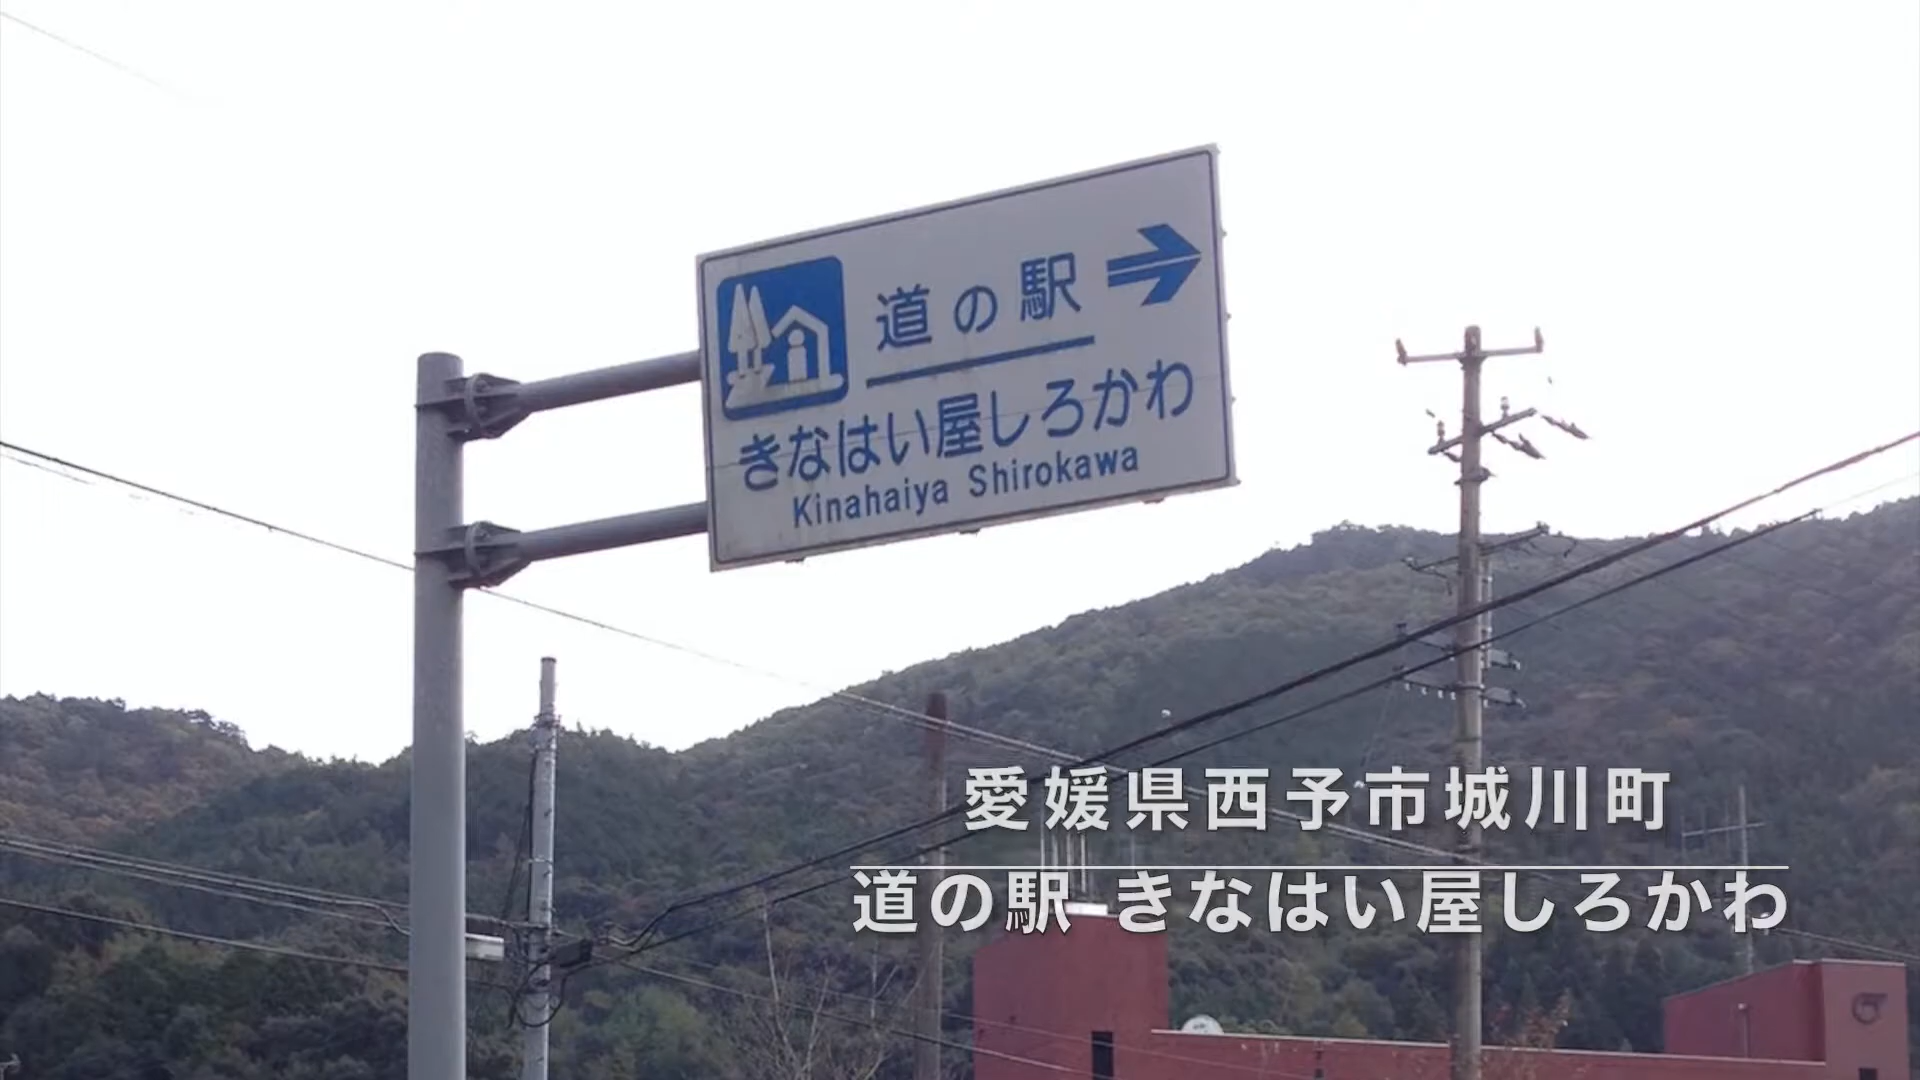 道の駅
きなはい屋しろかわ
Kinahaiya Shirokawa
愛媛県西予市城川町
道の駅 きなはい屋しろかわ